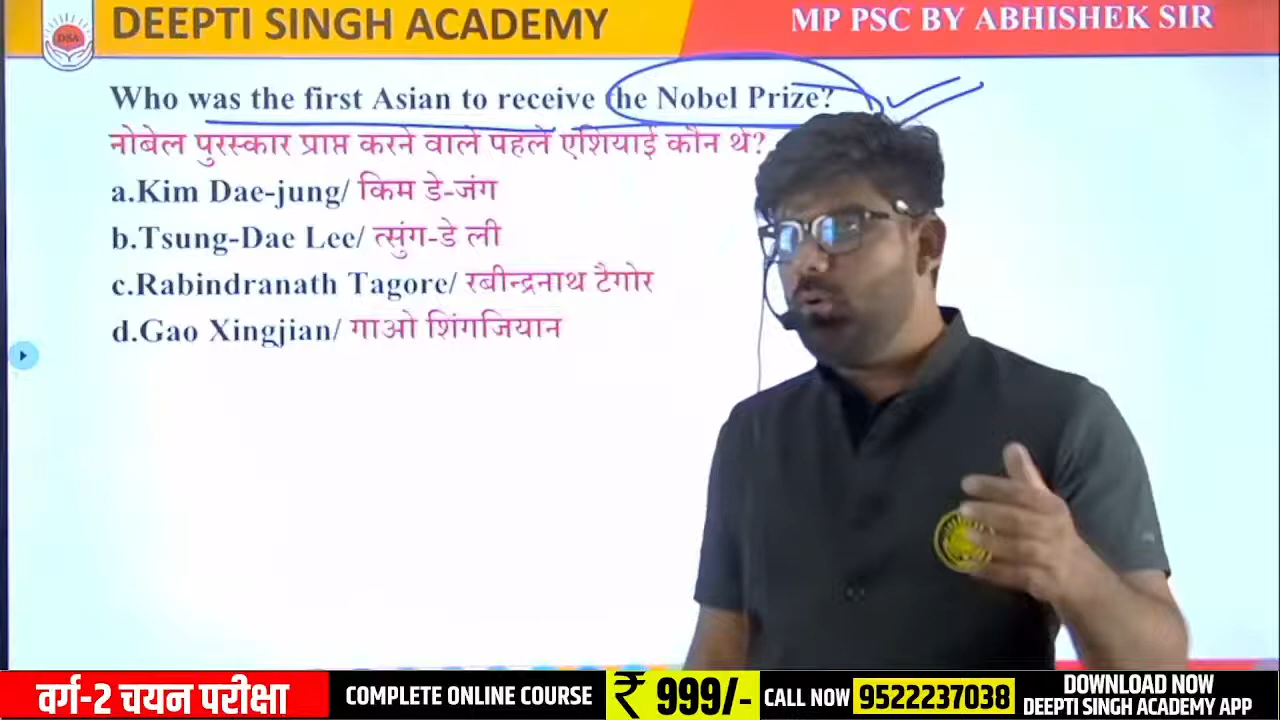 DSA
DEEPTI SINGH ACADEMY
MP PSC BY ABHISHEK SIR
Who was the first Asian to receive the Nobel Prize?
नोबेल पुरस्कार प्राप्त करने वाले पहले एशियाई कौन थे?
a.Kim Dae-jung/ किम डे-जंग
b.Tsung-Dae Lee/ त्सुंग-डे ली
c.Rabindranath Tagore/ रबीन्द्रनाथ टैगोर
d.Gao Xingjian/ गाओ शिंगजियान
वर्ग-2 चयन परीक्षा
COMPLETE ONLINE COURSE
₹ 999/-
CALL NOW 9522237038
DOWNLOAD NOW
DEEPTI SINGH ACADEMY APP